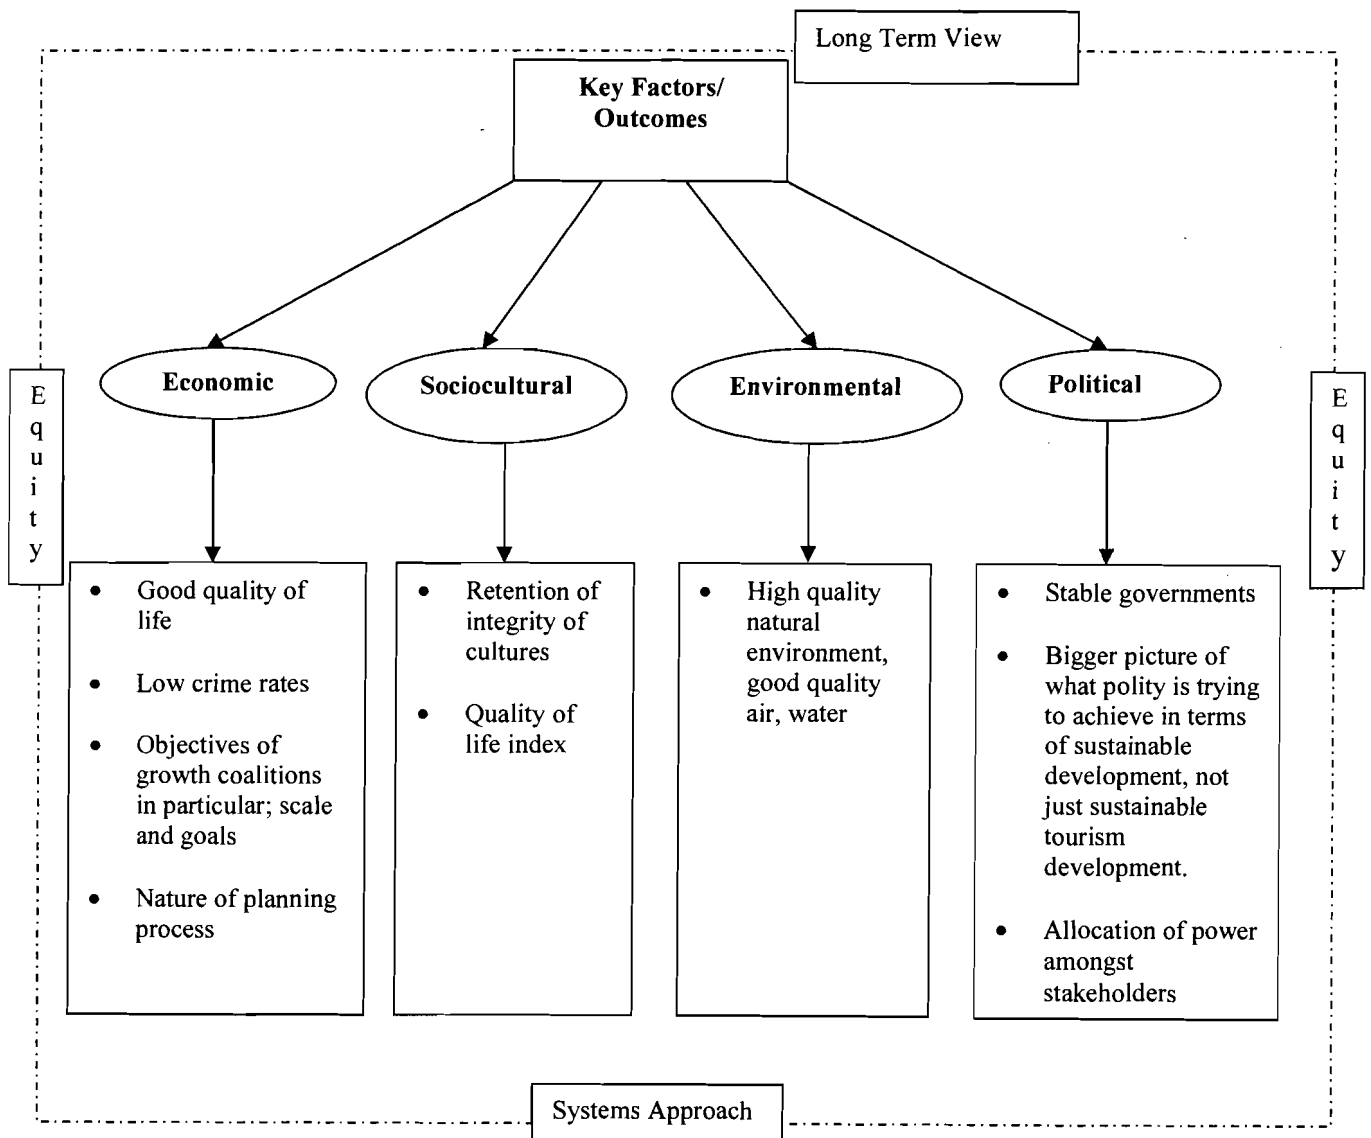 Long Term View
Key Factors/
Outcomes
Economic
Sociocultural
Environmental
Political
E
q
u
i
t
y
E
q
u
i
t
y
• Good quality of
life
• Low crime rates
• Objectives of
growth coalitions
in particular; scale
and goals
• Nature of planning
process
• Retention of
integrity of
cultures
• Quality of
life index
• High quality
natural
environment,
good quality
air, water
• Stable governments
• Bigger picture of
what polity is trying
to achieve in terms
of sustainable
development, not
just sustainable
tourism
development.
• Allocation of power
amongst
stakeholders
Systems Approach